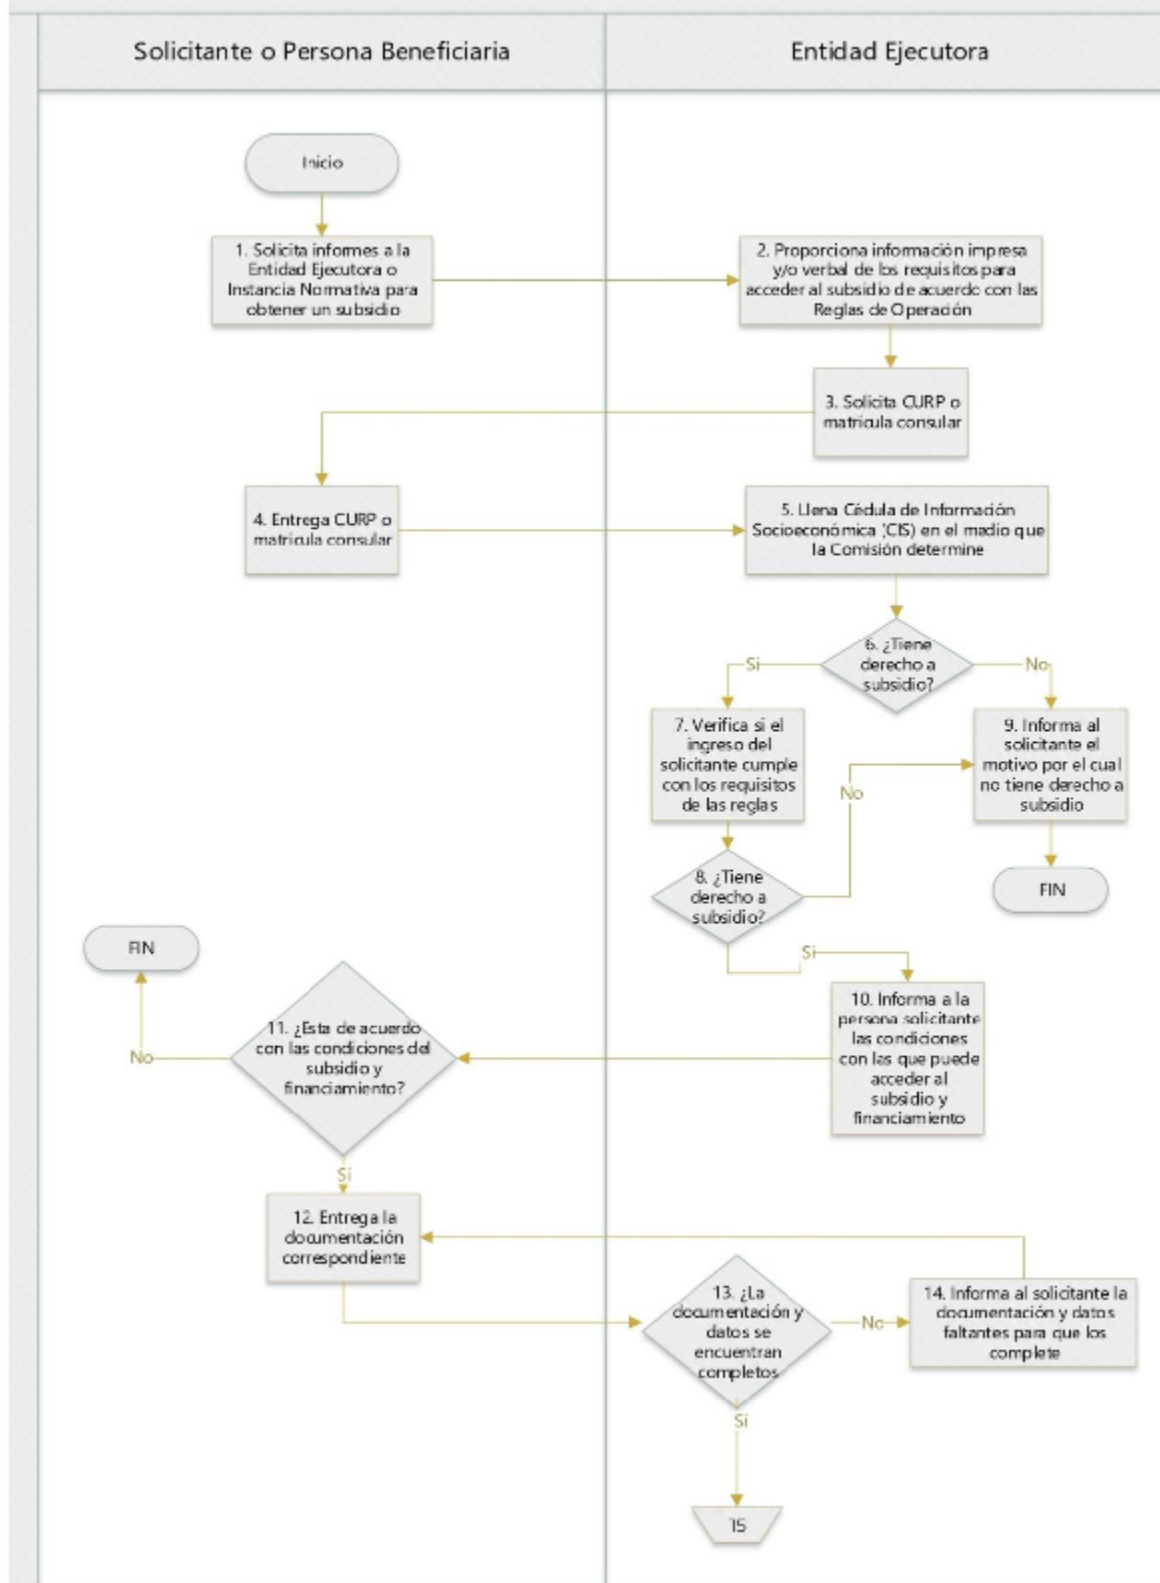 Solicitante o Persona Beneficiaria
Entidad Ejecutora
Inicio
1. Solicita informes a la
Entidad Ejecutora o
Instancia Normativa para
obtener un subsidio
2. Proporciona información impresa
y/o verbal de los requisitos para
acceder al subsidio de acuerdo con las
Reglas de Operación
3. Solicita CURP o
matricula consular
4. Entrega CURP o
matricula consular
5. Llena Cédula de Información
Socioeconómica (CIS) en el medio que
la Comisión determine
6. ¿Tiene
derecho a
subsidio?
Si
No
7. Verifica si el
ingreso del
solicitante cumple
con los requisitos
de las reglas
9. Informa al
solicitante el
motivo por el cual
no tiene derecho a
subsidio
No
8. ¿Tiene
derecho a
subsidio?
FIN
Si
FIN
10. Informa a la
persona solicitante
las condiciones
con las que puede
acceder al
subsidio y
financiamiento
11. ¿Esta de acuerdo
con las condiciones del
subsidio y
financiamiento?
No
Si
12. Entrega la
documentación
correspondiente
13. ¿La
documentación y
datos se
encuentran
completos
No
14. Informa al solicitante la
documentación y datos
faltantes para que los
complete
Si
15